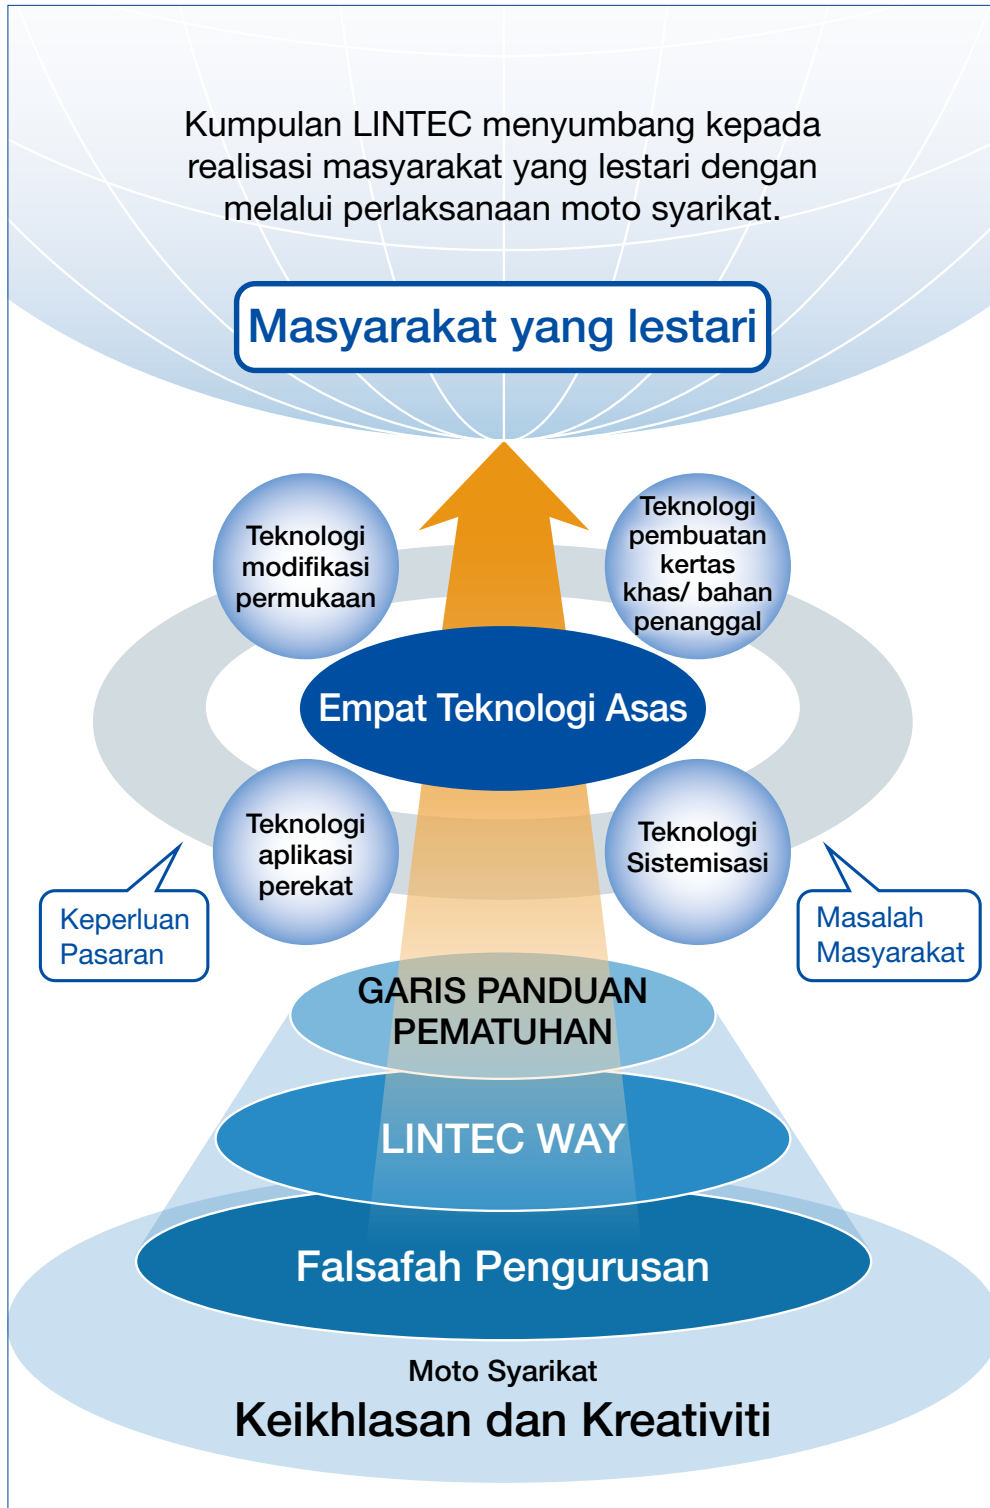 Kumpulan LINTEC menyumbang kepada
realisasi masyarakat yang lestari dengan
melalui perlaksanaan moto syarikat.
Masyarakat yang lestari
Teknologi
modifikasi
permukaan
Teknologi
pembuatan
kertas
khas/ bahan
penanggal
Empat Teknologi Asas
Teknologi
aplikasi
perekat
Teknologi
Sistemisasi
Keperluan
Pasaran
Masalah
Masyarakat
GARIS PANDUAN
PEMATUHAN
LINTEC WAY
Falsafah Pengurusan
Moto Syarikat
Keikhlasan dan Kreativiti